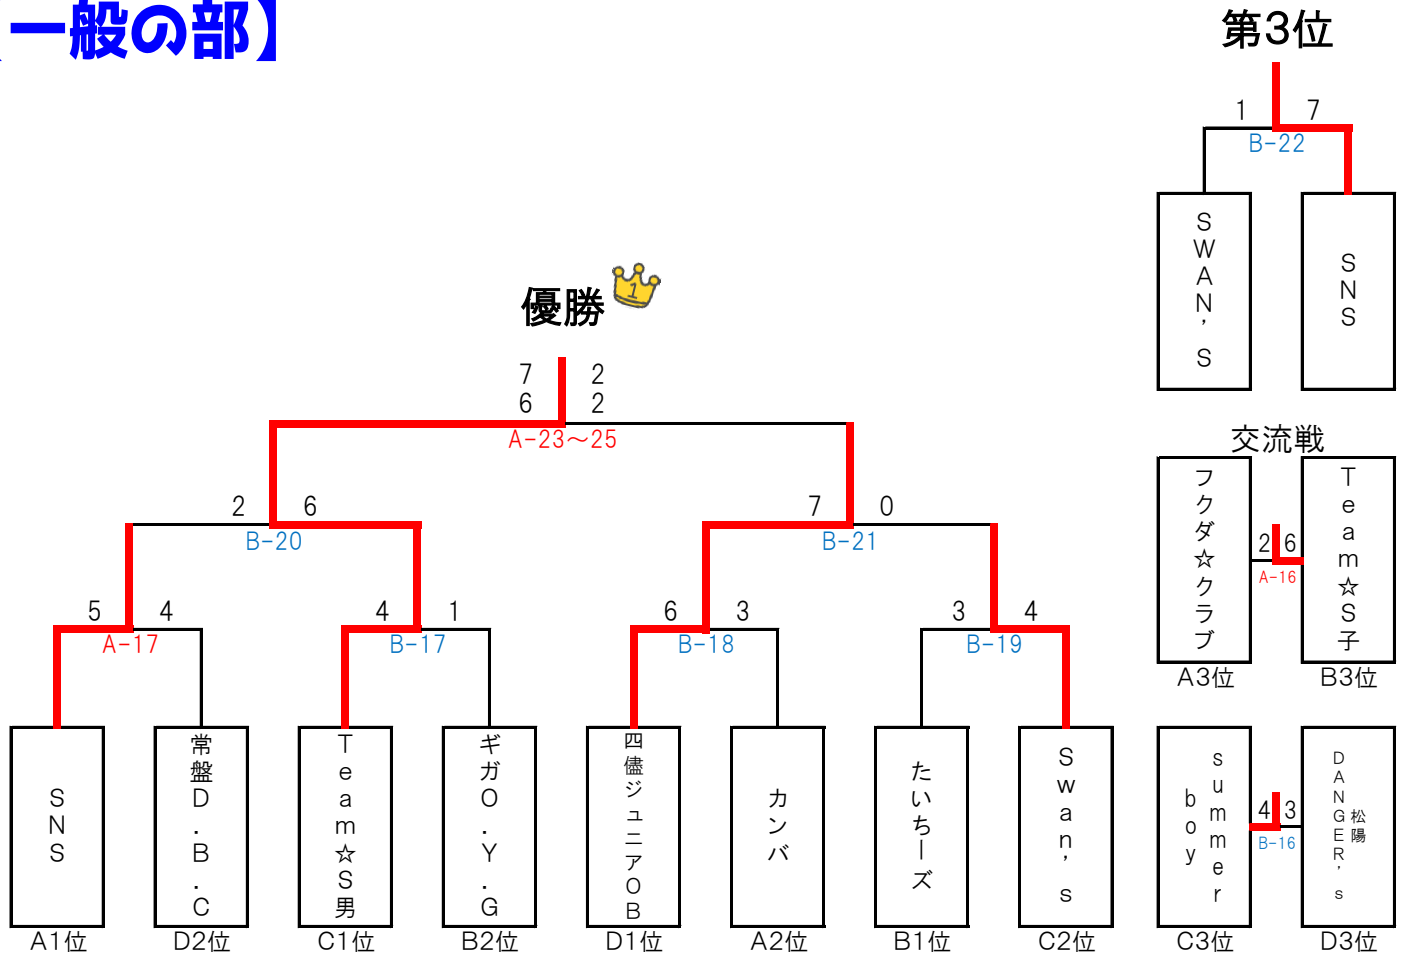 一般の部】
第3位
1 7
B-22
SWAN'S
SNS
優勝
1
7 2
6 2
A-23～25
2 6
B-20
7 0
B-21
5 4
A-17
4 1
B-17
6 3
B-18
3 4
B-19
SNS
常盤D.B.C
Team☆S男
ギガO.Y.G
四儘ジュニアOB
カンバ
たいちーズ
Swan's
A1位
D2位
C1位
B2位
D1位
A2位
B1位
C2位
交流戦
フクダ☆クラブ
2 6
A-16
Team☆S子
A3位
B3位
summer
boy
4 3
B-16
松陽
DANGER's
C3位
D3位